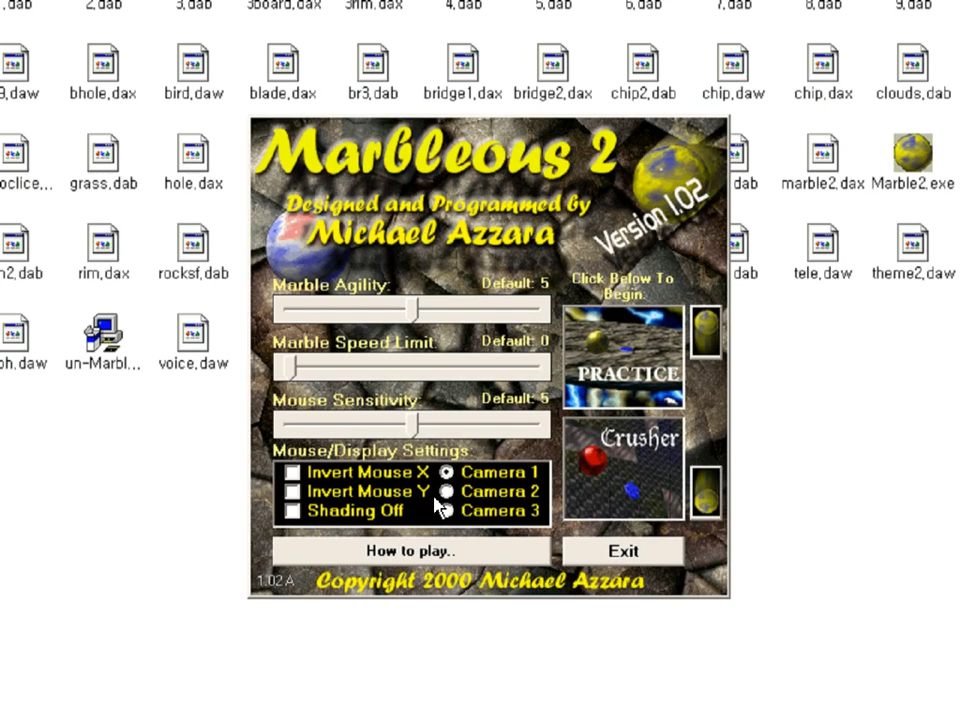 2.dab 3.dab 3board.dax 3rim.dax 4.dab 5.dab 6.dab 7.dab 8.dab 9.dab
bhole.dax bird.daw blade.dax br3.dab bridge1.dax bridge2.dax chip2.dab chip.daw chip.dax clouds.dab
grass.dab hole.dax dab marble2.dax Marble2.exe
rim.dax rocksf.dab dab tele.daw theme2.daw
un-Marbl... voice.daw
Marbleous 2
Designed and Programmed by
Michael Azzara
Version 1.02
Marble Agility: Default: 5
Click Below To
Begin:
Marble Speed Limit Default: 0
PRACTICE
Mouse Sensitivity: Default: 5
Crusher
Mouse/Display Settings
Invert Mouse X Camera 1
Invert Mouse Y Camera 2
Shading Off Camera 3
How to play.. Exit
1.02 A Copyright 2000 Michael Azzara